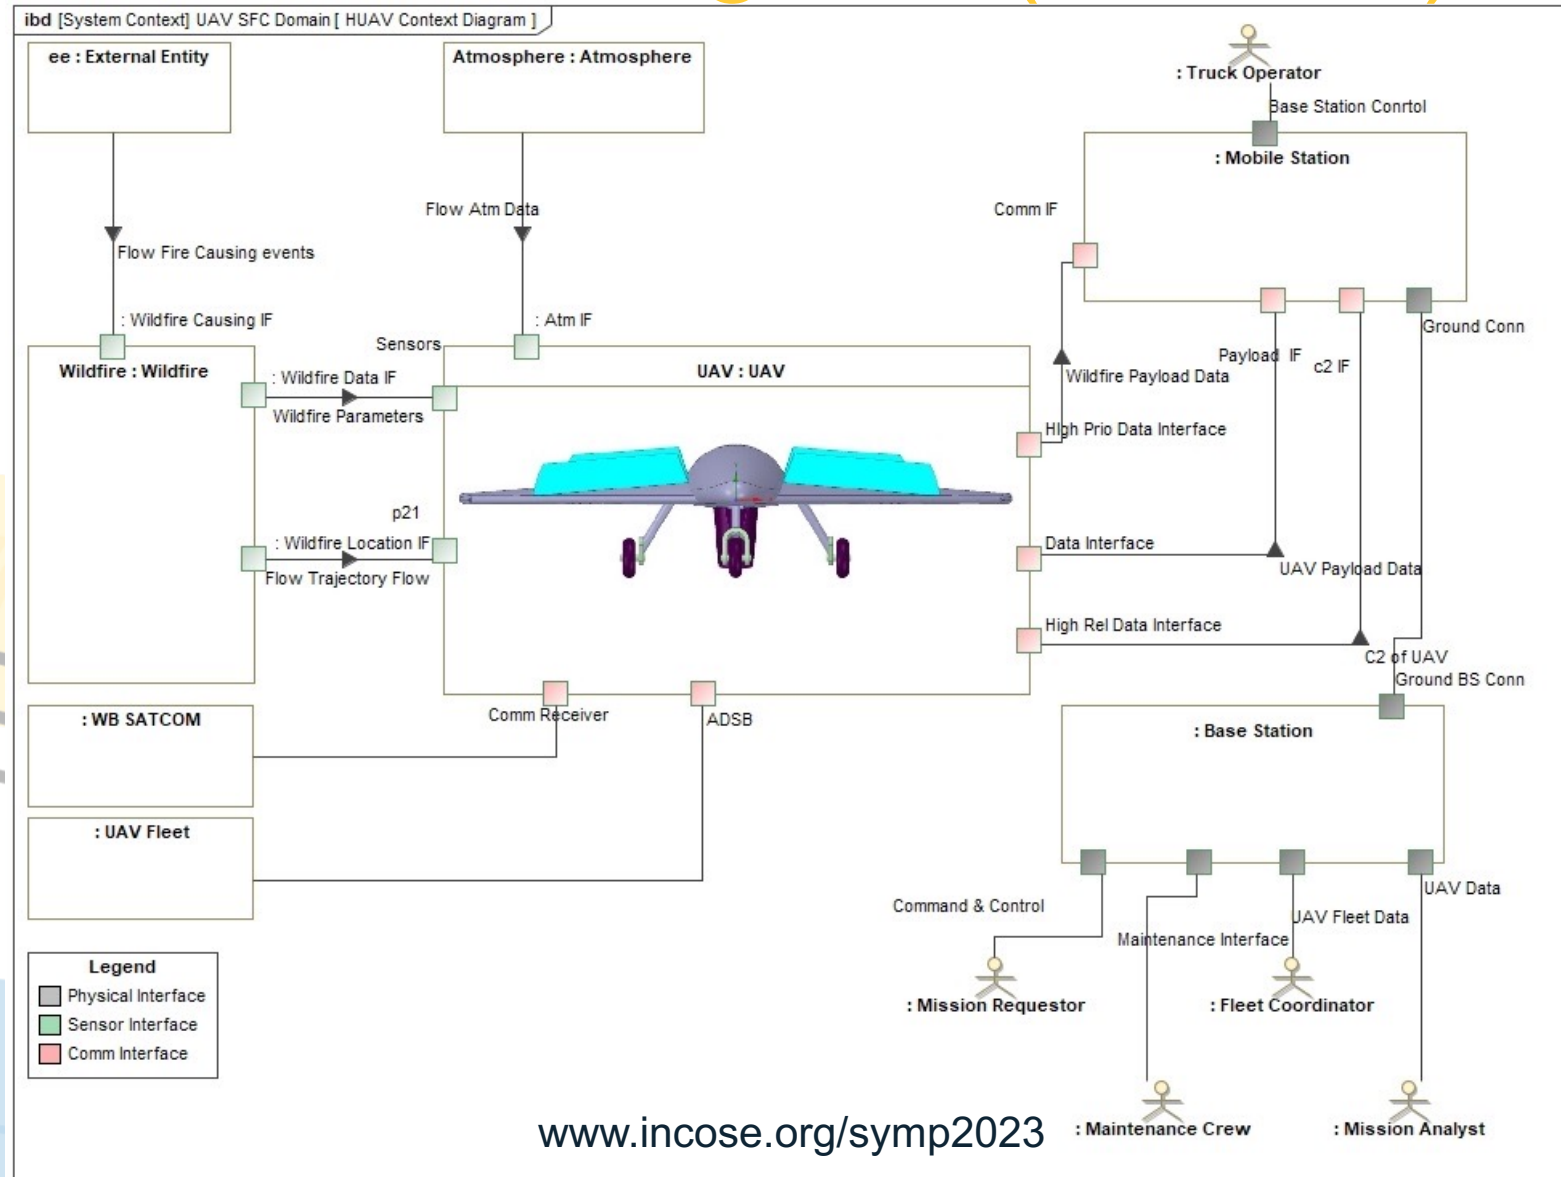 ibd [System Context] UAV SFC Domain [ HUAV Context Diagram ]
ee : External Entity
Atmosphere : Atmosphere
: Truck Operator
Base Station Conrtol
: Mobile Station
Comm IF
Flow Atm Data
Flow Fire Causing events
: Wildfire Causing IF
: Atm IF
Sensors
Ground Conn
Payload IF
c2 IF
Wildfire : Wildfire
UAV : UAV
: Wildfire Data IF
Wildfire Payload Data
Wildfire Parameters
HIgh Prio Data Interface
p21
: Wildfire Location IF
Data Interface
Flow Trajectory Flow
UAV Payload Data
High Rel Data Interface
C2 of UAV
Ground BS Conn
: WB SATCOM
Comm Receiver
ADSB
: Base Station
: UAV Fleet
UAV Data
Command & Control
UAV Fleet Data
Maintenance Interface
Legend
Physical Interface
Sensor Interface
Comm Interface
: Mission Requestor
: Fleet Coordinator
www.incose.org/symp2023
: Maintenance Crew
: Mission Analyst